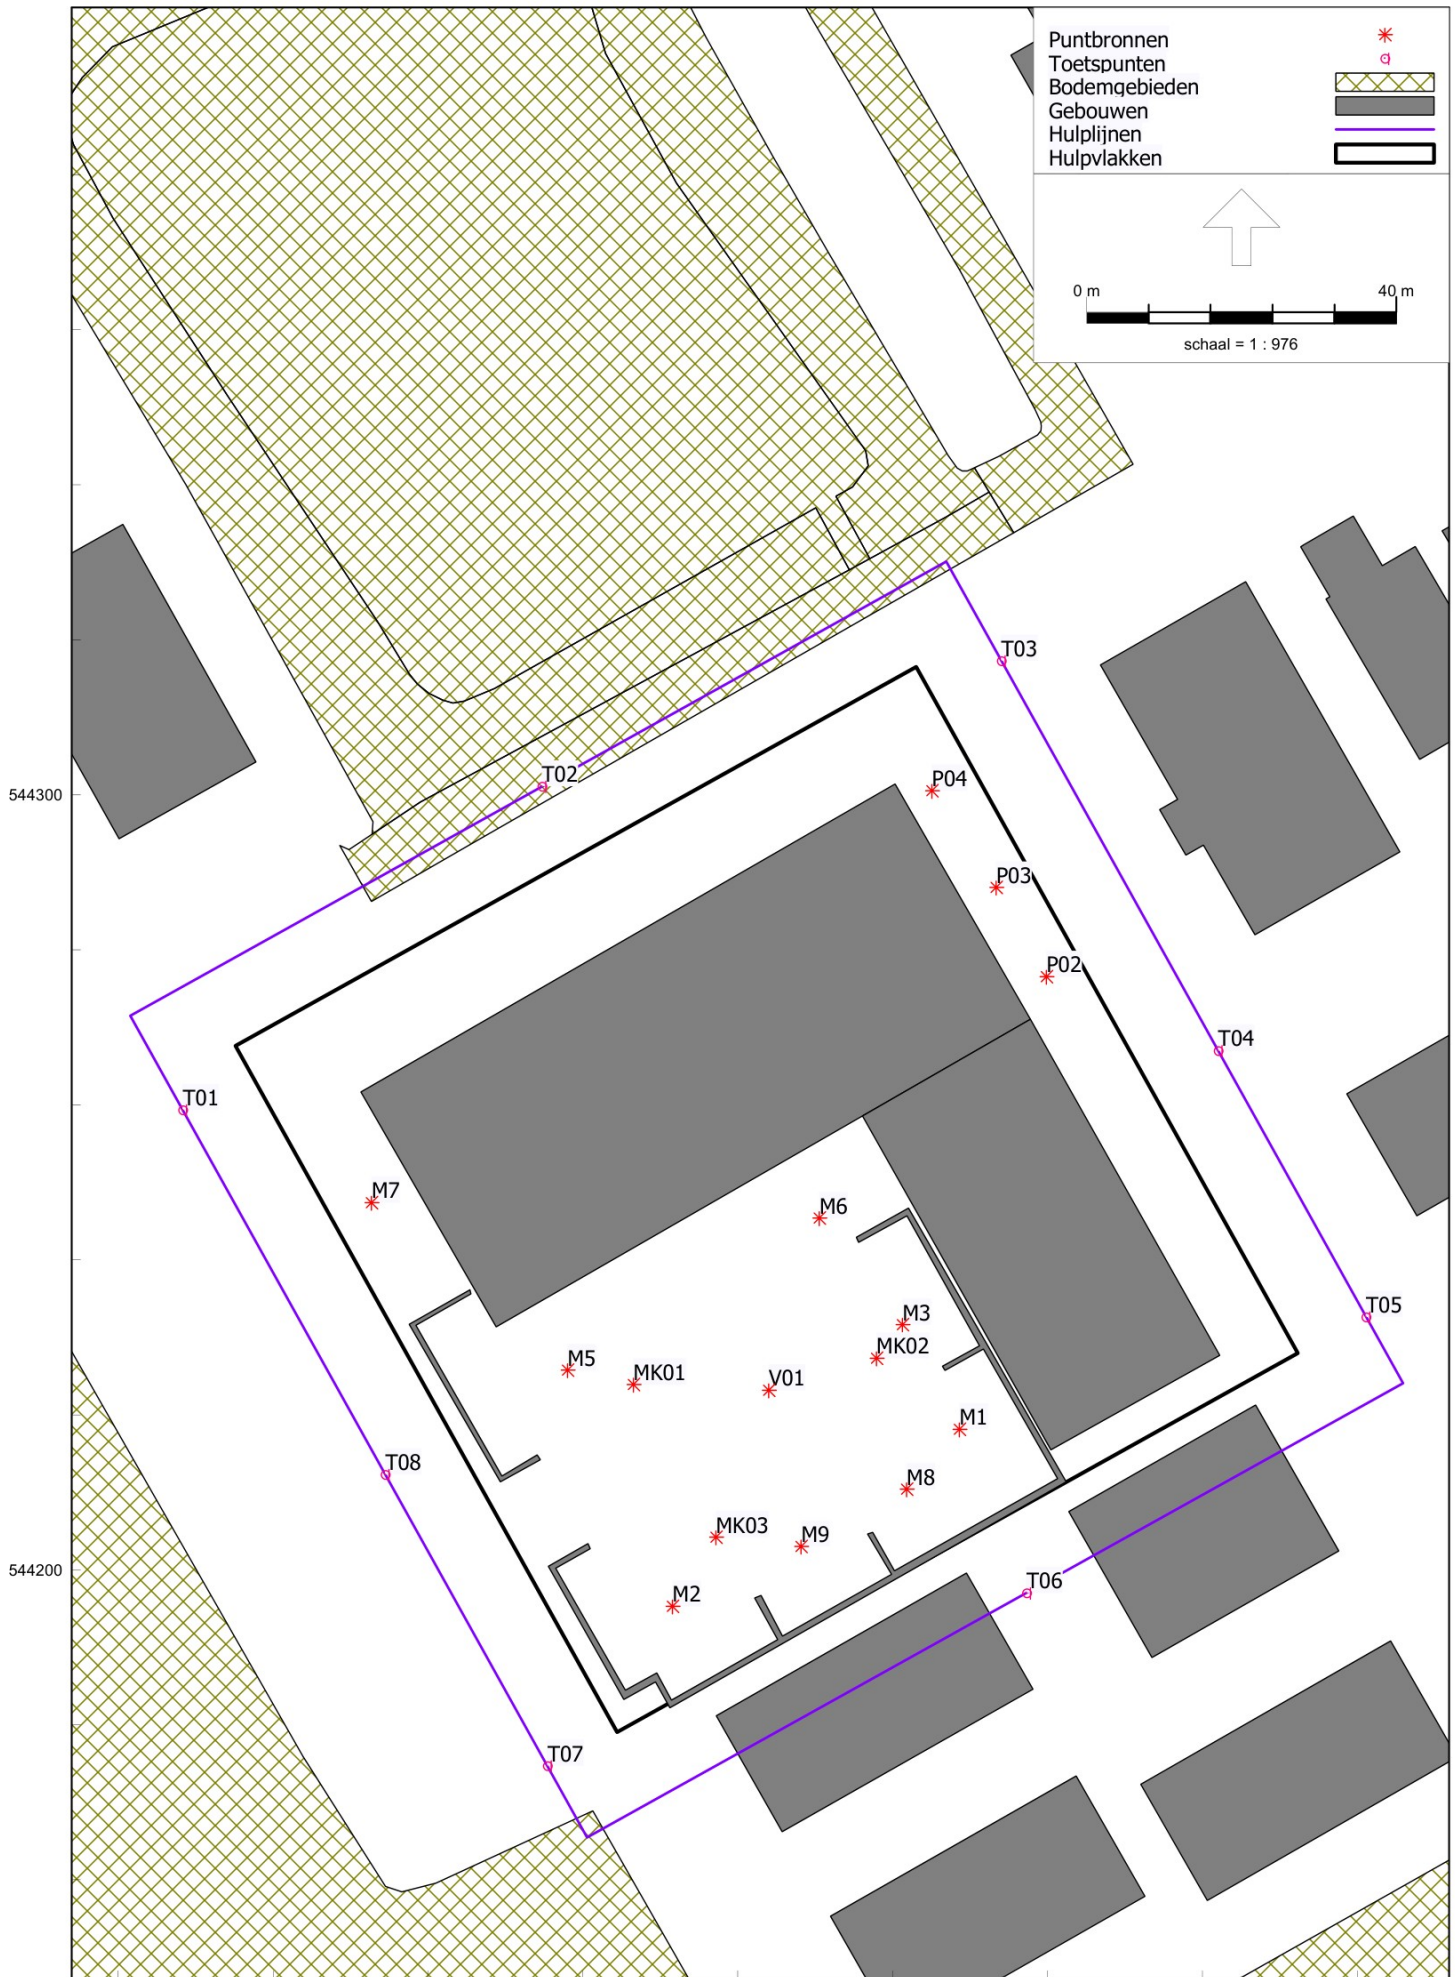 Puntbronnen
Toetspunten
Bodemgebieden
Gebouwen
Hulplijnen
Hulpvlakken
0 m 40 m
schaal = 1 : 976
T03
T02
P04
544300
P03
P02
T04
T01
M7
M6
T05
M3
MK02
M5
MK01
V01
M1
T08
M8
MK03
M9
544200
M2
T06
T07